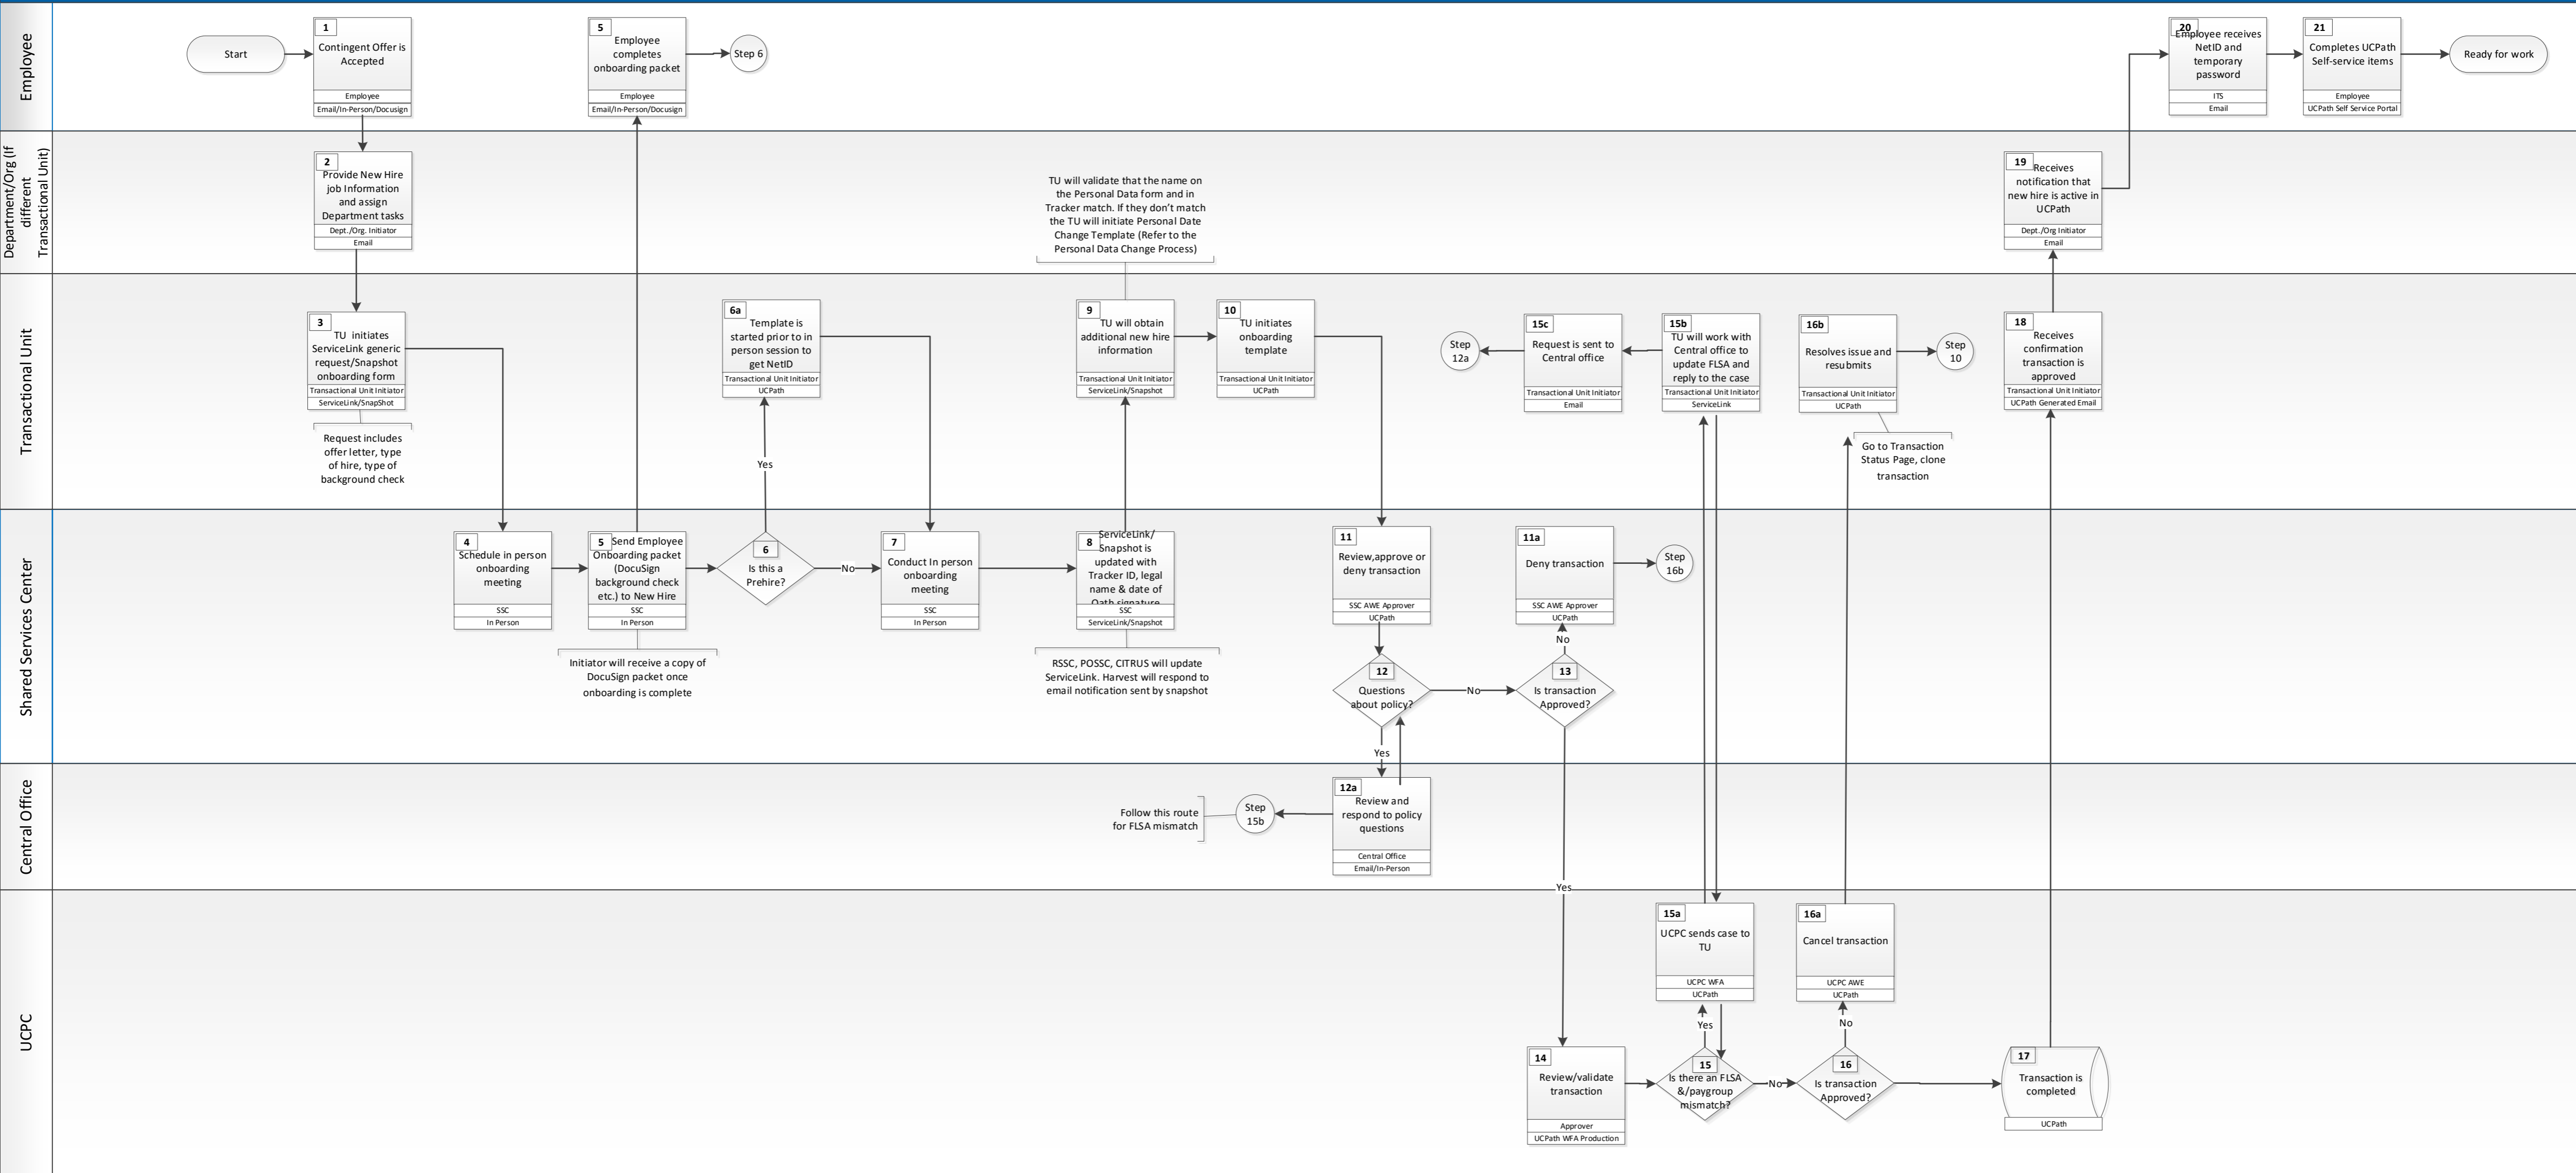 Employee
Start
1
Contingent Offer is
Accepted
Employee
Email/In-Person/Docusign
5
Employee
completes
onboarding packet
Employee
Email/In-Person/Docusign
Step 6
20
Employee receives
NetID and
temporary
password
ITS
Email
21
Completes UCPath
Self-service items
Employee
UCPath Self Service Portal
Ready for work
Department/Org (If
different
Transactional Unit)
2
Provide New Hire
job Information
and assign
Department tasks
Dept./Org. Initiator
Email
TU will validate that the name on
the Personal Data form and in
Tracker match. If they don’t match
the TU will initiate Personal Date
Change Template (Refer to the
Personal Data Change Process)
19
Receives
notification that
new hire is active in
UCPath
Dept./Org Initiator
Email
Transactional Unit
3
TU initiates
ServiceLink generic
request/Snapshot
onboarding form
Transactional Unit Initiator
ServiceLink/SnapShot
Request includes
offer letter, type
of hire, type of
background check
6a
Template is
started prior to in
person session to
get NetID
Transactional Unit Initiator
UCPath
Yes
9
TU will obtain
additional new hire
information
Transactional Unit Initiator
ServiceLink/Snapshot
10
TU initiates
onboarding
template
Transactional Unit Initiator
UCPath
Step
12a
15c
Request is sent to
Central office
Transactional Unit Initiator
Email
15b
TU will work with
Central office to
update FLSA and
reply to the case
Transactional Unit Initiator
ServiceLink
16b
Resolves issue and
resubmits
Transactional Unit Initiator
UCPath
Step
10
Go to Transaction
Status Page, clone
transaction
18
Receives
confirmation
transaction is
approved
Transactional Unit Initiator
UCPath Generated Email
Shared Services Center
4
Schedule in person
onboarding
meeting
SSC
In Person
5
Send Employee
Onboarding packet
(DocuSign
background check
etc.) to New Hire
SSC
In Person
Initiator will receive a copy of
DocuSign packet once
onboarding is complete
6
Is this a
Prehire?
No
7
Conduct In person
onboarding
meeting
SSC
In Person
8
ServiceLink/
Snapshot is
updated with
Tracker ID, legal
name & date of
Oath signature
SSC
ServiceLink/Snapshot
RSSC, POSSC, CITRUS will update
ServiceLink. Harvest will respond to
email notification sent by snapshot
11
Review,approve or
deny transaction
SSC AWE Approver
UCPath
11a
Deny transaction
SSC AWE Approver
UCPath
Step
16b
No
12
Questions
about policy?
No
13
Is transaction
Approved?
Yes
Central Office
Follow this route
for FLSA mismatch
Step
15b
12a
Review and
respond to policy
questions
Central Office
Email/In-Person
Yes
UCPC
15a
UCPC sends case to
TU
UCPC WFA
UCPath
Yes
16a
Cancel transaction
UCPC AWE
UCPath
No
14
Review/validate
transaction
Approver
UCPath WFA Production
15
Is there an FLSA
&/paygroup
mismatch?
No
16
Is transaction
Approved?
17
Transaction is
completed
UCPath